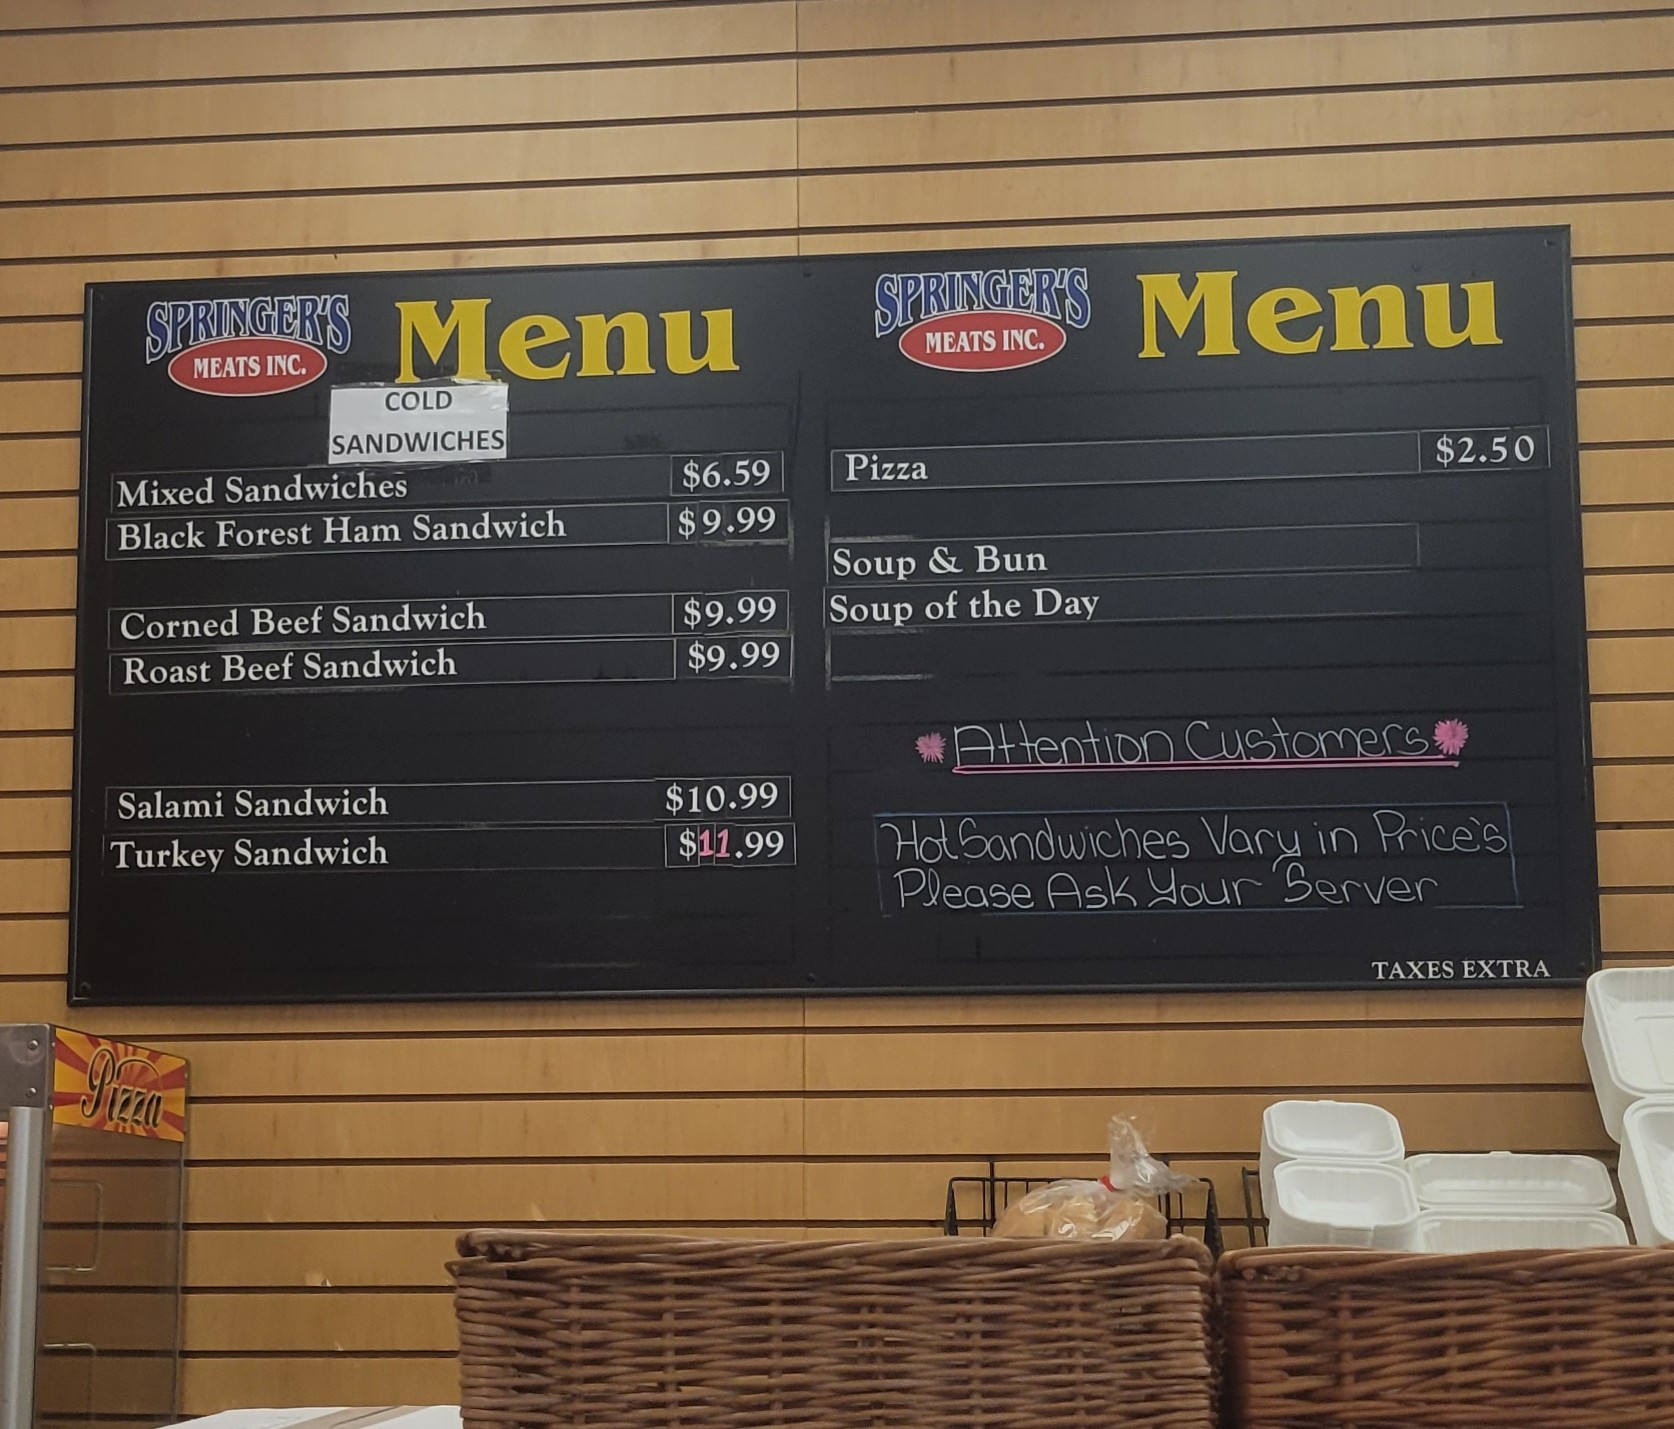 SPRINGER'S
MEATS INC.
Menu
COLD
SANDWICHES
Mixed Sandwiches $6.59
Black Forest Ham Sandwich $9.99
Corned Beef Sandwich $9.99
Roast Beef Sandwich $9.99
Salami Sandwich $10.99
Turkey Sandwich $11.99
SPRINGER'S
MEATS INC.
Menu
Pizza $2.50
Soup & Bun
Soup of the Day
Attention Customers
Hot Sandwiches Vary in Price's
Please Ask Your Server
TAXES EXTRA
Pizza